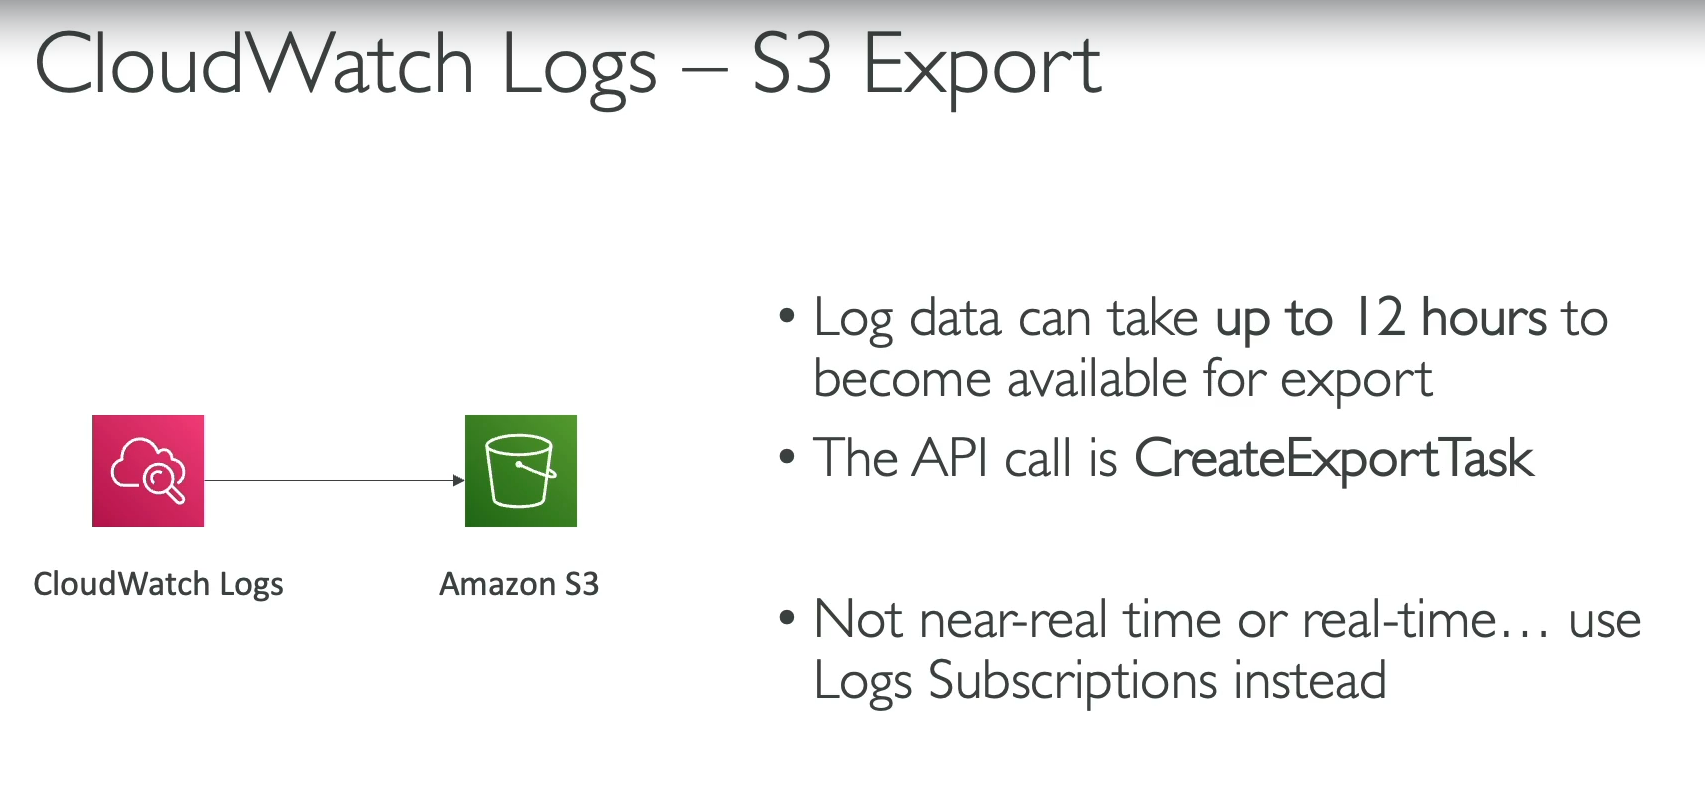 CloudWatch Logs – S3 Export
• Log data can take up to 12 hours to
become available for export
• The API call is CreateExportTask
CloudWatch Logs
Amazon S3
• Not near-real time or real-time… use
Logs Subscriptions instead